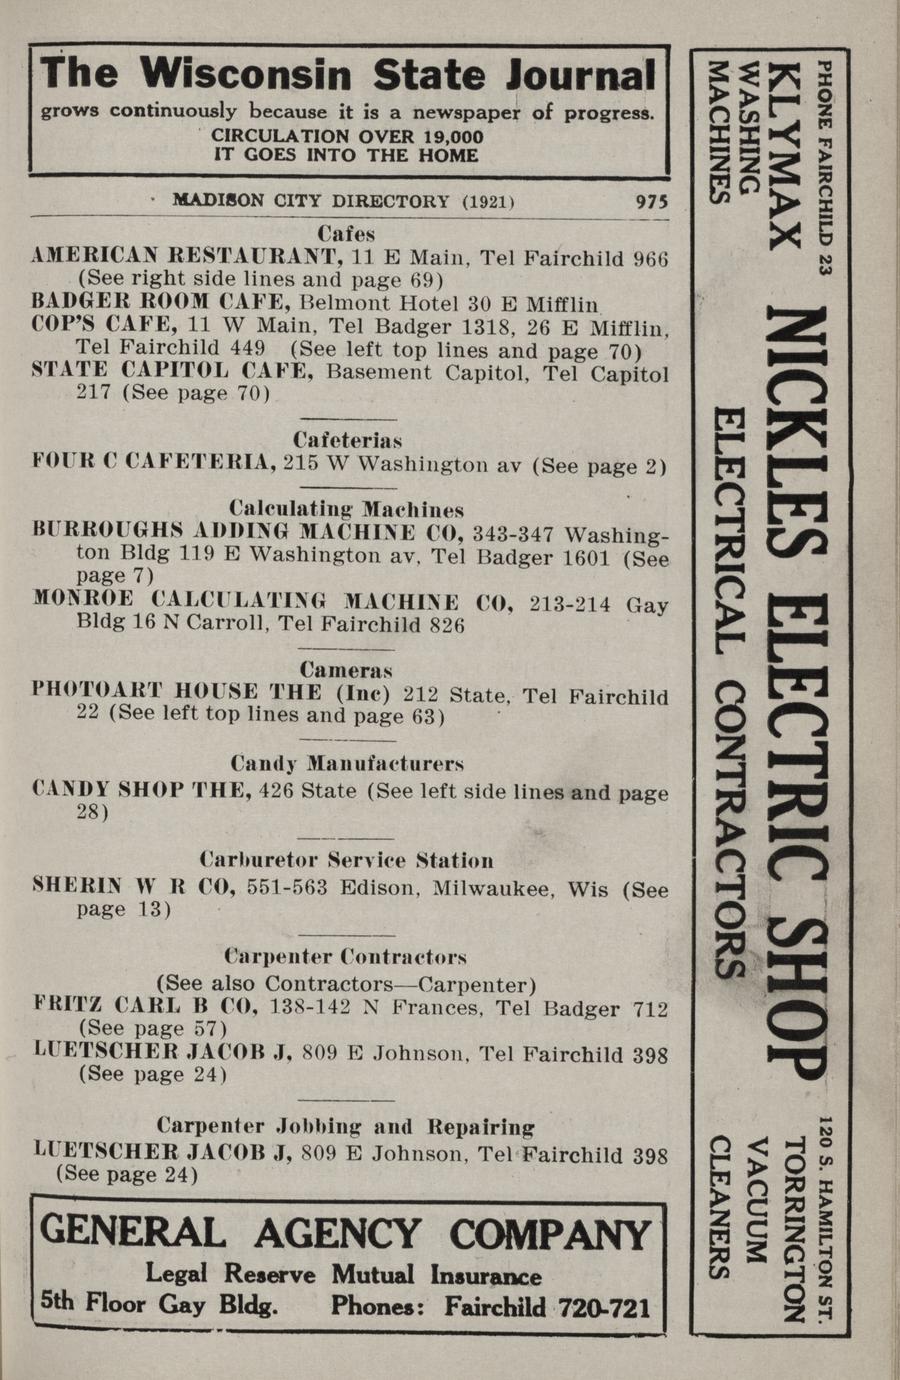 The Wisconsin State Journal
grows continuously because it is a newspaper of progress.
CIRCULATION OVER 19,000
IT GOES INTO THE HOME
MADISON CITY DIRECTORY (1921) 975
Cafes
AMERICAN RESTAURANT, 11 E Main, Tel Fairchild 966
(See right side lines and page 69)
BADGER ROOM CAFE, Belmont Hotel 30 E Mifflin
COP'S CAFE, 11 W Main, Tel Badger 1318, 26 E Mifflin,
Tel Fairchild 449 (See left top lines and page 70)
STATE CAPITOL CAFE, Basement Capitol, Tel Capitol
217 (See page 70)
Cafeterias
FOUR C CAFETERIA, 215 W Washington av (See page 2)
Calculating Machines
BURROUGHS ADDING MACHINE CO, 343-347 Washing-
ton Bldg 119 E Washington av, Tel Badger 1601 (See
page 7)
MONROE CALCULATING MACHINE CO, 213-214 Gay
Bldg 16 N Carroll, Tel Fairchild 826
Cameras
PHOTOART HOUSE THE (Inc) 212 State, Tel Fairchild
22 (See left top lines and page 63)
Candy Manufacturers
CANDY SHOP THE, 426 State (See left side lines and page
28)
Carburetor Service Station
SHERIN W R CO, 551-563 Edison, Milwaukee, Wis (See
page 13)
Carpenter Contractors
(See also Contractors—Carpenter)
FRITZ CARL B CO, 138-142 N Frances, Tel Badger 712
(See page 57)
LUETSCHER JACOB J, 809 E Johnson, Tel Fairchild 398
(See page 24)
Carpenter Jobbing and Repairing
LUETSCHER JACOB J, 809 E Johnson, Tel Fairchild 398
(See page 24)
GENERAL AGENCY COMPANY
Legal Reserve Mutual Insurance
5th Floor Gay Bldg. Phones: Fairchild 720-721
PHONE FAIRCHILD 23
KLYMAX
WASHING
MACHINES
NICKLES ELECTRIC SHOP
ELECTRICAL CONTRACTORS
120 S. HAMILTON ST.
TORRINGTON
VACUUM
CLEANERS